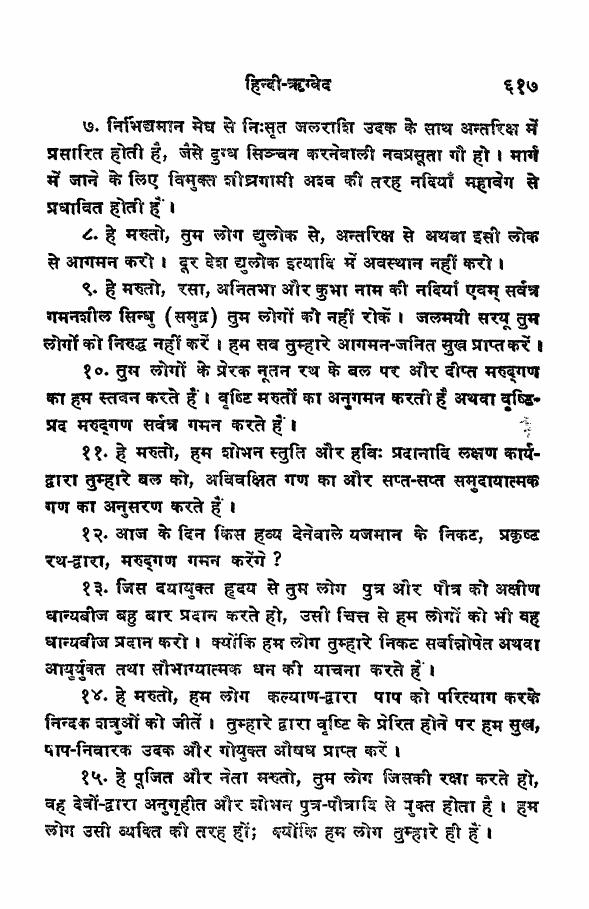 हिन्दी-ऋग्वेद ६१७
७. निर्भिद्यमान मेघ से निःसृत जलराशि उदक के साथ अन्तरिक्ष में
प्रसारित होती है, जैसे दुग्ध सिञ्चन करनेवाली नवप्रसूता गौ हो। मार्ग
में जाने के लिए विमुक्त शीघ्रगामी अश्व की तरह नदियाँ महावेग से
प्रधावित होती हैं।
८. हे मरुतो, तुम लोग द्युलोक से, अन्तरिक्ष से अथवा इसी लोक
से आगमन करो। दूर देश द्युलोक इत्यादि में अवस्थान नहीं करो।
९. हे मरुतो, रसा, अनितभा और कुभा नाम की नदियाँ एवम् सर्वत्र
गमनशील सिन्धु (समुद्र) तुम लोगों को नहीं रोकें। जलमयी सरयू तुम
लोगों को निरुद्ध नहीं करें। हम सब तुम्हारे आगमन-जनित सुख प्राप्त करें।
१०. तुम लोगों के प्रेरक नूतन रथ के बल पर और दीप्त मरुद्गण
का हम स्तवन करते हैं। वृष्टि मरुतों का अनुगमन करती है अथवा वृष्टि-
प्रद मरुद्गण सर्वत्र गमन करते हैं।
११. हे मरुतो, हम शोभन स्तुति और हविः प्रदानादि लक्षण कार्य-
द्वारा तुम्हारे बल को, अविवक्षित गण का और सप्त-सप्त समुदायात्मक
गण का अनुसरण करते हैं।
१२. आज के दिन किस हव्य देनेवाले यजमान के निकट, प्रकृष्ट
रथ-द्वारा, मरुद्गण गमन करेंगे ?
१३. जिस दयायुक्त हृदय से तुम लोग पुत्र और पौत्र को अक्षीण
धान्यबीज बहु बार प्रदान करते हो, उसी चित्त से हम लोगों को भी वह
धान्यबीज प्रदान करो। क्योंकि हम लोग तुम्हारे निकट सर्वान्नोपेत अथवा
आयुर्युक्त तथा सौभाग्यात्मक धन की याचना करते हैं।
१४. हे मरुतो, हम लोग कल्याण-द्वारा पाप को परित्याग करके
निन्दक शत्रुओं को जीतें। तुम्हारे द्वारा वृष्टि के प्रेरित होने पर हम सुख,
पाप-निवारक उदक और गोयुक्त औषध प्राप्त करें।
१५. हे पूजित और नेता मरुतो, तुम लोग जिसकी रक्षा करते हो,
वह देवों-द्वारा अनुगृहीत और शोभन पुत्र-पौत्रादि से युक्त होता है। हम
लोग उसी व्यक्ति की तरह हों; क्योंकि हम लोग तुम्हारे ही हैं।